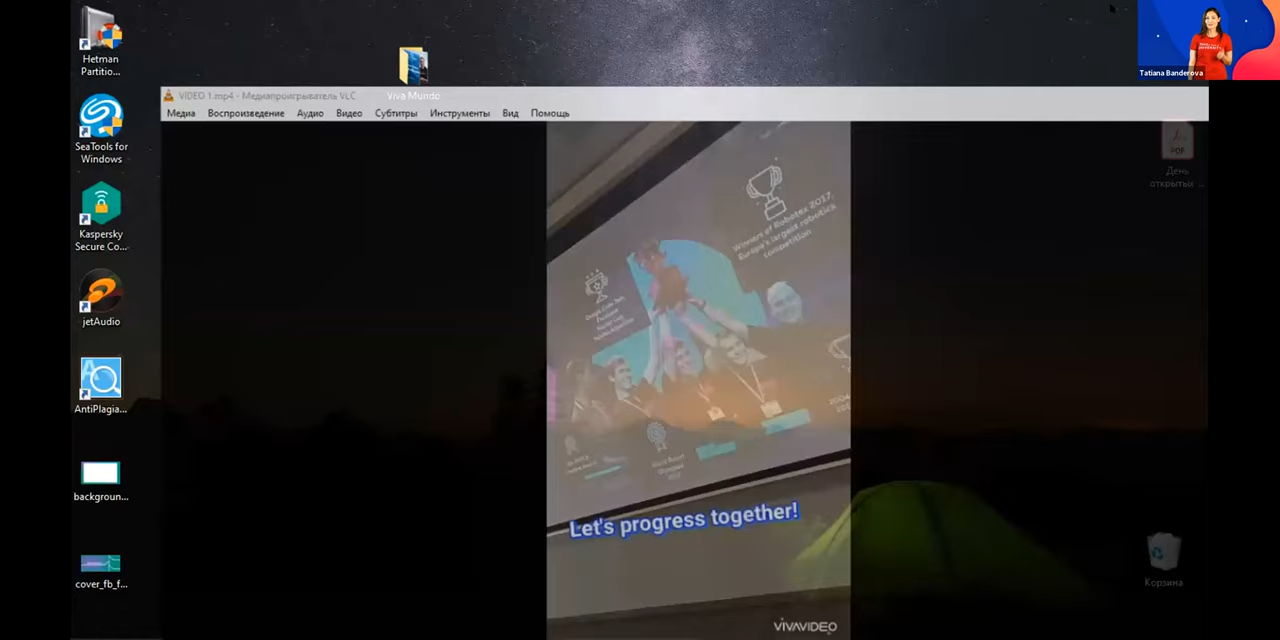 Hetman
Partitio...
SeaTools for
Windows
Kaspersky
Secure Co...
jetAudio
AntiPlagia...
backgroun...
cover_fb_f...
Viva Mundo
VIDEO 1.mp4 - Медиапроигрыватель VLC
Медиа Воспроизведение Аудио Видео Субтитры Инструменты Вид Помощь
Winners of Robotex 2017,
Europe's largest robotics
competition
Let's progress together!
VIVAVIDEO
Tatiana Banderova
PDF
День
открытых ...
Корзина